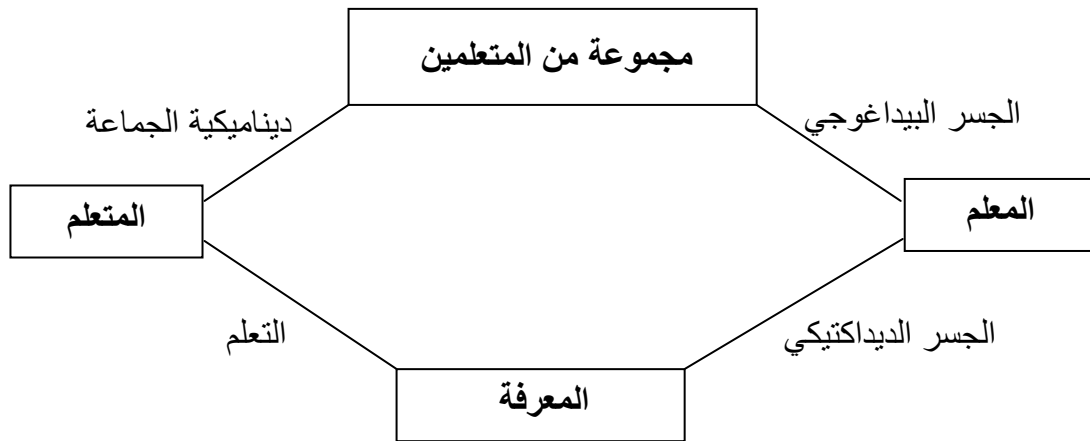 مجموعة من المتعلمين
الجسر البيداغوجي
ديناميكية الجماعة
المعلم
المتعلم
الجسر الديداكتيكي
التعلم
المعرفة